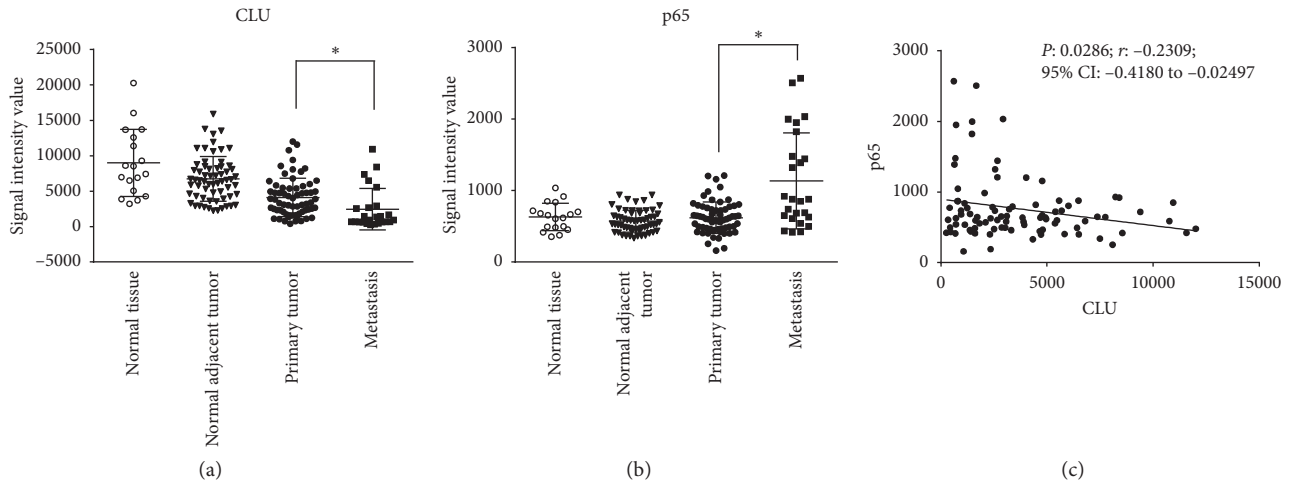 CLU
Signal intensity value
25000
20000
15000
10000
5000
0
−5000
*
Normal tissue
Normal adjacent tumor
Primary tumor
Metastasis
(a)
p65
Signal intensity value
3000
2000
1000
0
*
Normal tissue
Normal adjacent
tumor
Primary tumor
Metastasis
(b)
P: 0.0286; r: −0.2309;
95% CI: −0.4180 to −0.02497
p65
3000
2000
1000
0
0
5000
10000
15000
CLU
(c)